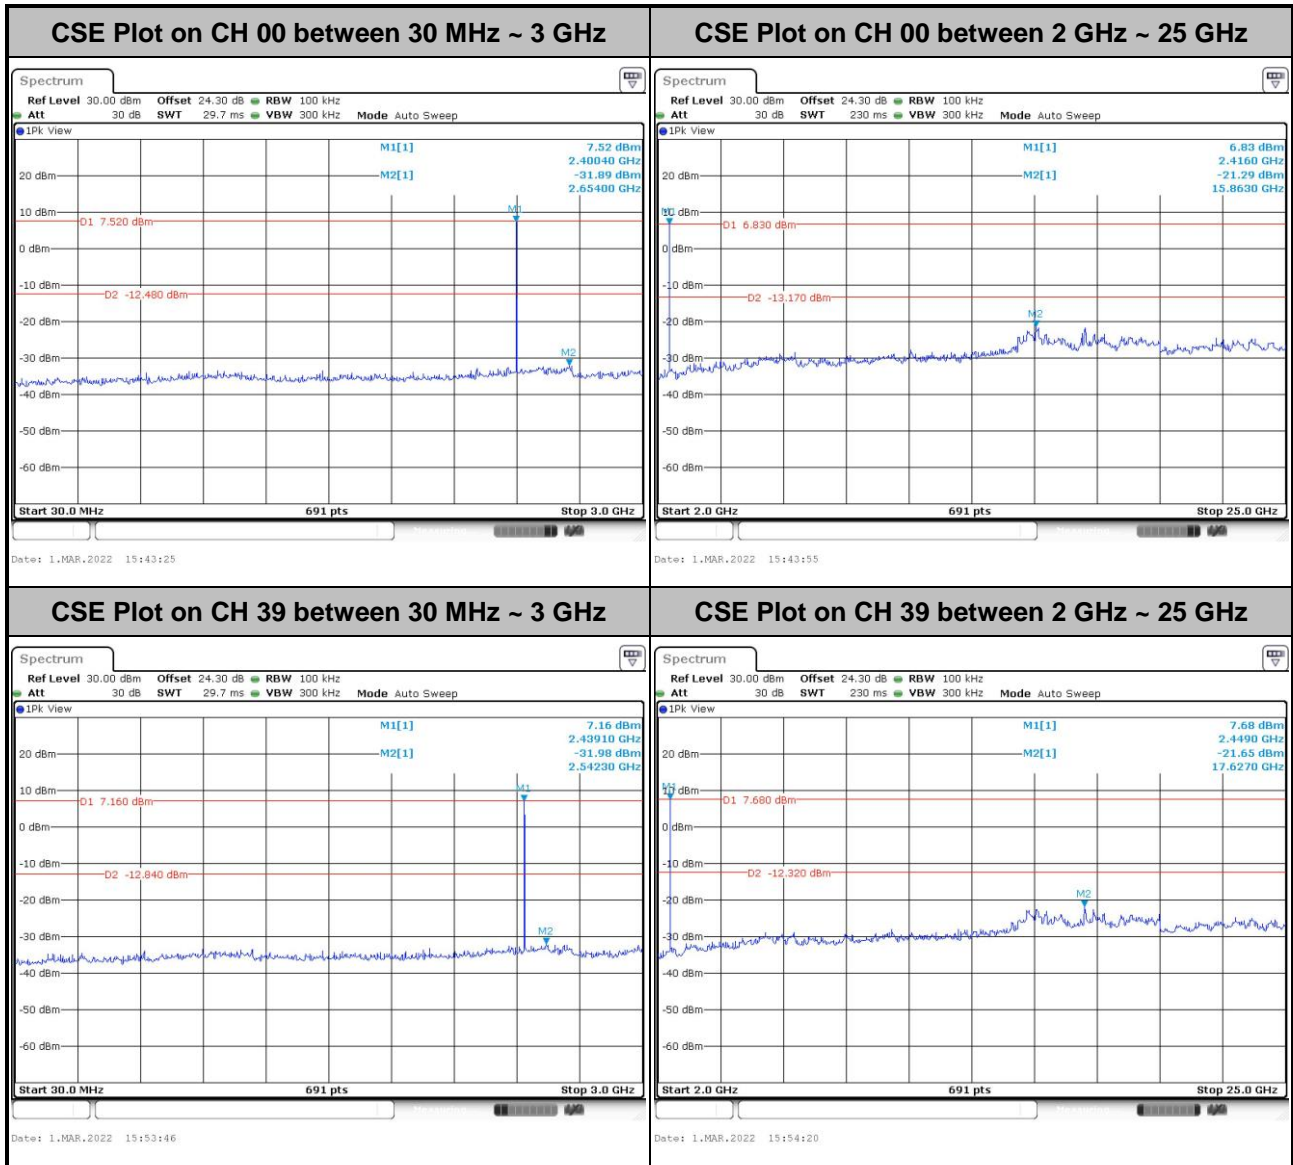 CSE Plot on CH 00 between 30 MHz ~ 3 GHz
Spectrum
Ref Level 30.00 dBm Offset 24.30 dB RBW 100 kHz
Att 30 dB SWT 29.7 ms VBW 300 kHz Mode Auto Sweep
1Pk View
M1[1] 7.52 dBm
2.40040 GHz
20 dBm M2[1] -31.89 dBm
2.65400 GHz
10 dBm M1
D1 7.520 dBm
0 dBm
-10 dBm
D2 -12.480 dBm
-20 dBm
-30 dBm M2
-40 dBm
-50 dBm
-60 dBm
Start 30.0 MHz 691 pts Stop 3.0 GHz
Date: 1.MAR.2022 15:43:25
CSE Plot on CH 00 between 2 GHz ~ 25 GHz
Spectrum
Ref Level 30.00 dBm Offset 24.30 dB RBW 100 kHz
Att 30 dB SWT 230 ms VBW 300 kHz Mode Auto Sweep
1Pk View
M1[1] 6.83 dBm
2.4160 GHz
20 dBm M2[1] -21.29 dBm
15.8630 GHz
10 dBm
D1 6.830 dBm
0 dBm
-10 dBm
D2 -13.170 dBm
-20 dBm M2
-30 dBm
-40 dBm
-50 dBm
-60 dBm
Start 2.0 GHz 691 pts Stop 25.0 GHz
Date: 1.MAR.2022 15:43:55
CSE Plot on CH 39 between 30 MHz ~ 3 GHz
Spectrum
Ref Level 30.00 dBm Offset 24.30 dB RBW 100 kHz
Att 30 dB SWT 29.7 ms VBW 300 kHz Mode Auto Sweep
1Pk View
M1[1] 7.16 dBm
2.43910 GHz
20 dBm M2[1] -31.98 dBm
2.54230 GHz
10 dBm M1
D1 7.160 dBm
0 dBm
-10 dBm
D2 -12.840 dBm
-20 dBm
-30 dBm M2
-40 dBm
-50 dBm
-60 dBm
Start 30.0 MHz 691 pts Stop 3.0 GHz
Date: 1.MAR.2022 15:53:46
CSE Plot on CH 39 between 2 GHz ~ 25 GHz
Spectrum
Ref Level 30.00 dBm Offset 24.30 dB RBW 100 kHz
Att 30 dB SWT 230 ms VBW 300 kHz Mode Auto Sweep
1Pk View
M1[1] 7.68 dBm
2.4490 GHz
20 dBm M2[1] -21.65 dBm
17.6270 GHz
10 dBm
D1 7.680 dBm
0 dBm
-10 dBm
D2 -12.320 dBm
-20 dBm M2
-30 dBm
-40 dBm
-50 dBm
-60 dBm
Start 2.0 GHz 691 pts Stop 25.0 GHz
Date: 1.MAR.2022 15:54:20